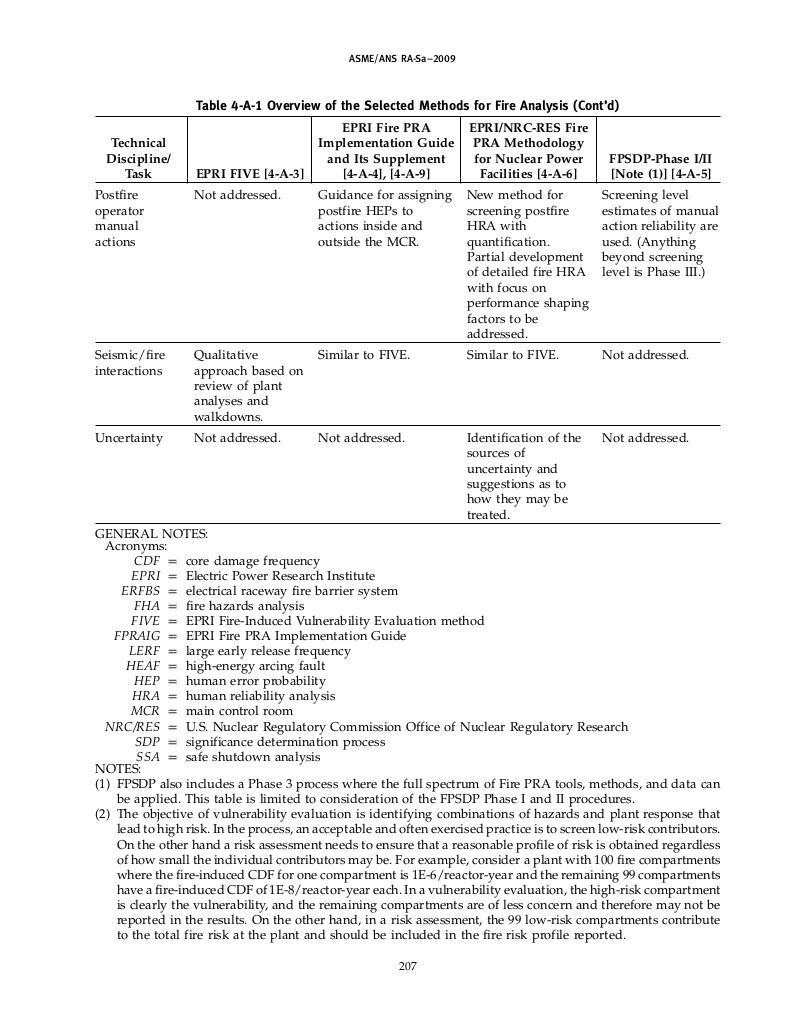 ASME/ANS RA-Sa–2009
Table 4-A-1 Overview of the Selected Methods for Fire Analysis (Cont'd)
Technical
Discipline/
Task
EPRI FIVE [4-A-3]
EPRI Fire PRA
Implementation Guide
and Its Supplement
[4-A-4], [4-A-9]
EPRI/NRC-RES Fire
PRA Methodology
for Nuclear Power
Facilities [4-A-6]
FPSDP-Phase I/II
[Note (1)] [4-A-5]
Postfire
operator
manual
actions
Not addressed.
Guidance for assigning
postfire HEPs to
actions inside and
outside the MCR.
New method for
screening postfire
HRA with
quantification.
Partial development
of detailed fire HRA
with focus on
performance shaping
factors to be
addressed.
Screening level
estimates of manual
action reliability are
used. (Anything
beyond screening
level is Phase III.)
Seismic/fire
interactions
Qualitative
approach based on
review of plant
analyses and
walkdowns.
Similar to FIVE.
Similar to FIVE.
Not addressed.
Uncertainty
Not addressed.
Not addressed.
Identification of the
sources of
uncertainty and
suggestions as to
how they may be
treated.
Not addressed.
GENERAL NOTES:
Acronyms:
CDF = core damage frequency
EPRI = Electric Power Research Institute
ERFBS = electrical raceway fire barrier system
FHA = fire hazards analysis
FIVE = EPRI Fire-Induced Vulnerability Evaluation method
FPRAIG = EPRI Fire PRA Implementation Guide
LERF = large early release frequency
HEAF = high-energy arcing fault
HEP = human error probability
HRA = human reliability analysis
MCR = main control room
NRC/RES = U.S. Nuclear Regulatory Commission Office of Nuclear Regulatory Research
SDP = significance determination process
SSA = safe shutdown analysis
NOTES:
(1) FPSDP also includes a Phase 3 process where the full spectrum of Fire PRA tools, methods, and data can
be applied. This table is limited to consideration of the FPSDP Phase I and II procedures.
(2) The objective of vulnerability evaluation is identifying combinations of hazards and plant response that
lead to high risk. In the process, an acceptable and often exercised practice is to screen low-risk contributors.
On the other hand a risk assessment needs to ensure that a reasonable profile of risk is obtained regardless
of how small the individual contributors may be. For example, consider a plant with 100 fire compartments
where the fire-induced CDF for one compartment is 1E-6/reactor-year and the remaining 99 compartments
have a fire-induced CDF of 1E-8/reactor-year each. In a vulnerability evaluation, the high-risk compartment
is clearly the vulnerability, and the remaining compartments are of less concern and therefore may not be
reported in the results. On the other hand, in a risk assessment, the 99 low-risk compartments contribute
to the total fire risk at the plant and should be included in the fire risk profile reported.
207